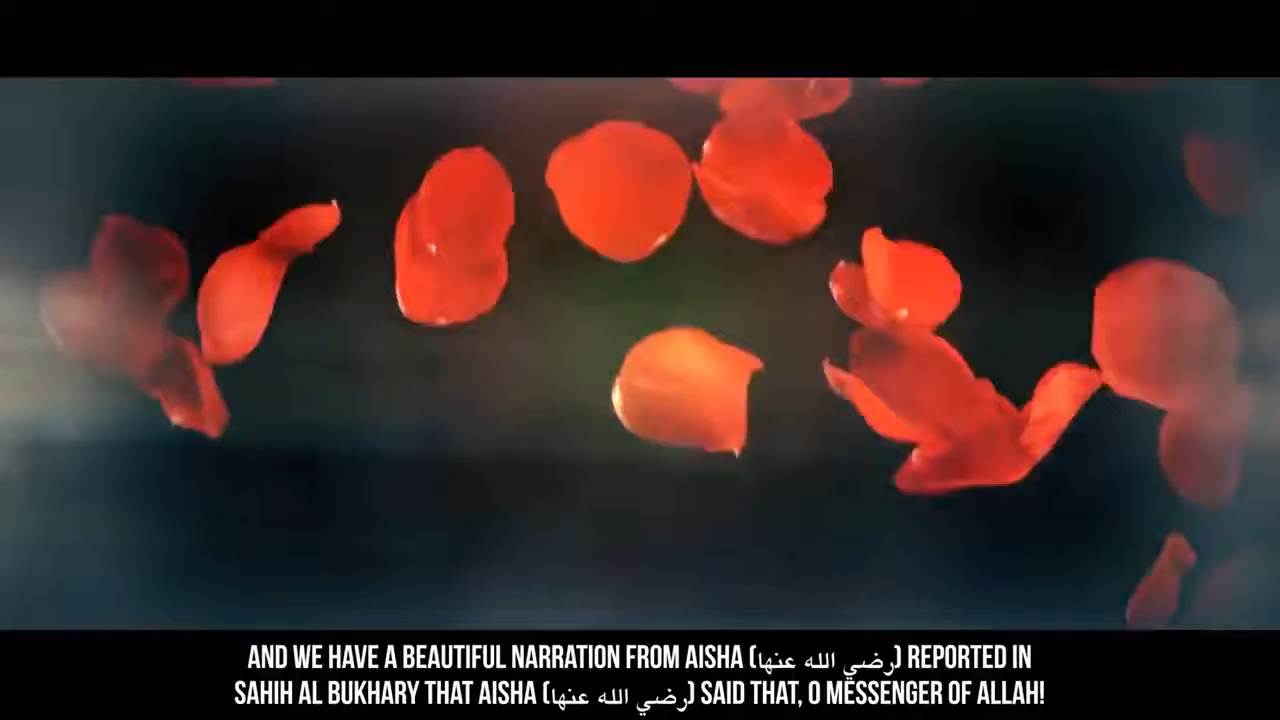 AND WE HAVE A BEAUTIFUL NARRATION FROM AISHA (رضي الله عنها) REPORTED IN
SAHIH AL BUKHARY THAT AISHA (رضي الله عنها) SAID THAT, O MESSENGER OF ALLAH!